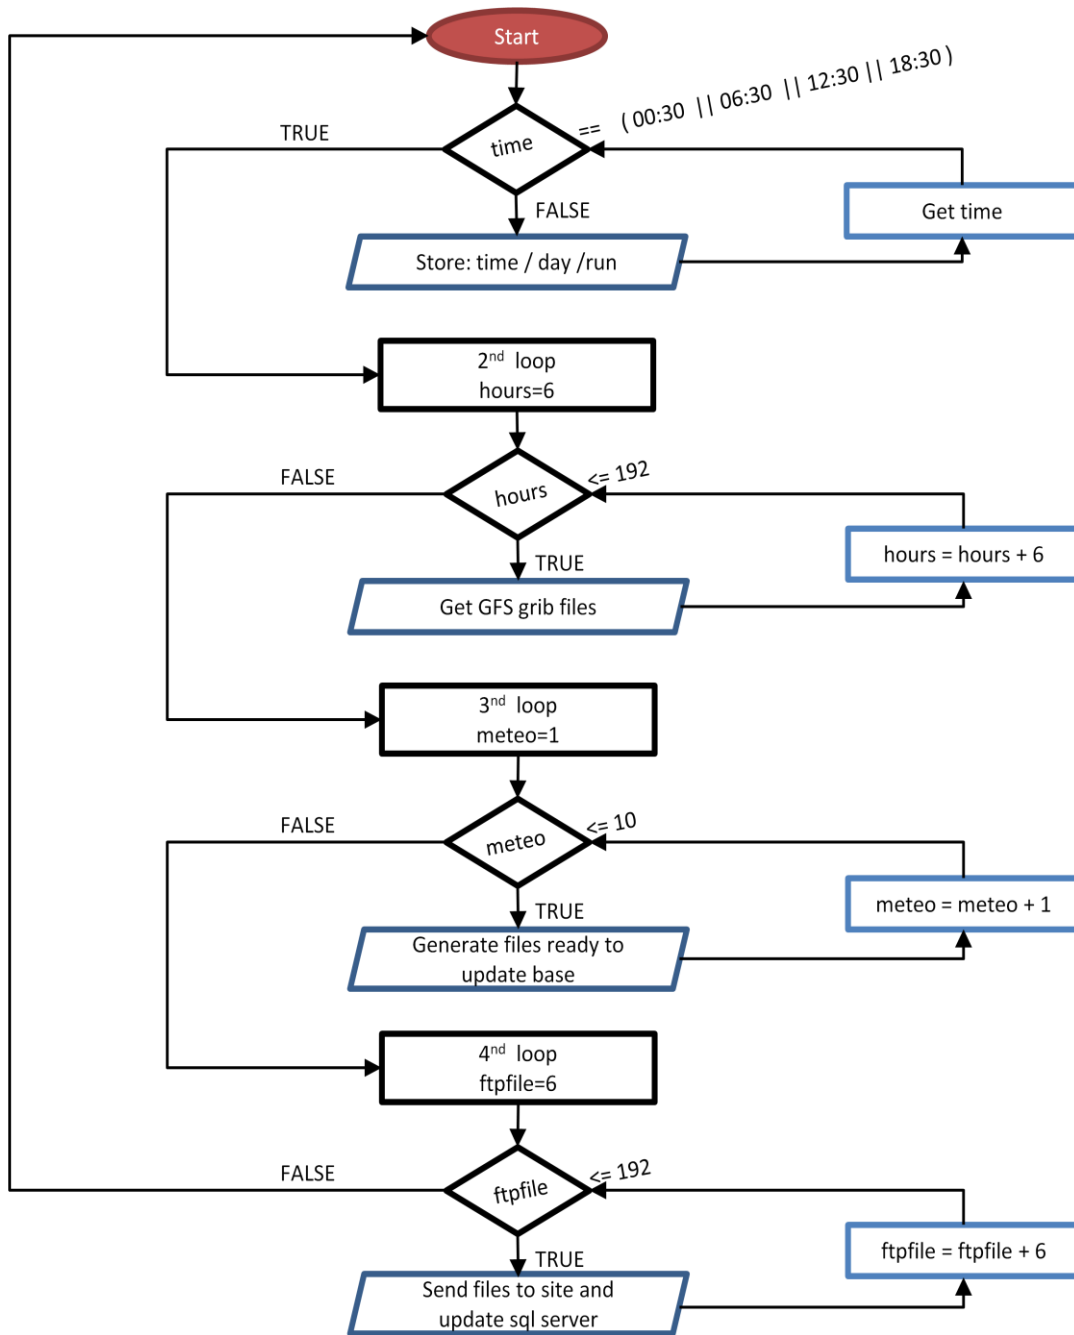 Start
== ( 00:30 || 06:30 || 12:30 || 18:30 )
TRUE
time
FALSE
Get time
Store: time / day /run
2nd loop
hours=6
<= 192
FALSE
hours
TRUE
hours = hours + 6
Get GFS grib files
3nd loop
meteo=1
<= 10
FALSE
meteo
TRUE
meteo = meteo + 1
Generate files ready to
update base
4nd loop
ftpfile=6
<= 192
FALSE
ftpfile
TRUE
ftpfile = ftpfile + 6
Send files to site and
update sql server